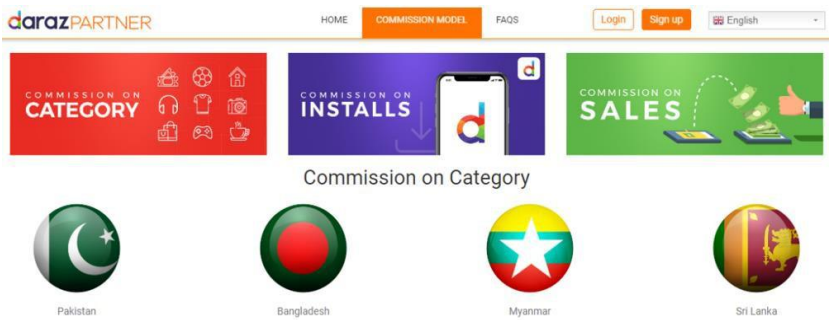 darazPARTNER
HOME
COMMISSION MODEL
FAQS
Login
Sign up
English
COMMISSION ON
CATEGORY
COMMISSION ON
INSTALLS
d
d
COMMISSION ON
SALES
Commission on Category
Pakistan
Bangladesh
Myanmar
Sri Lanka